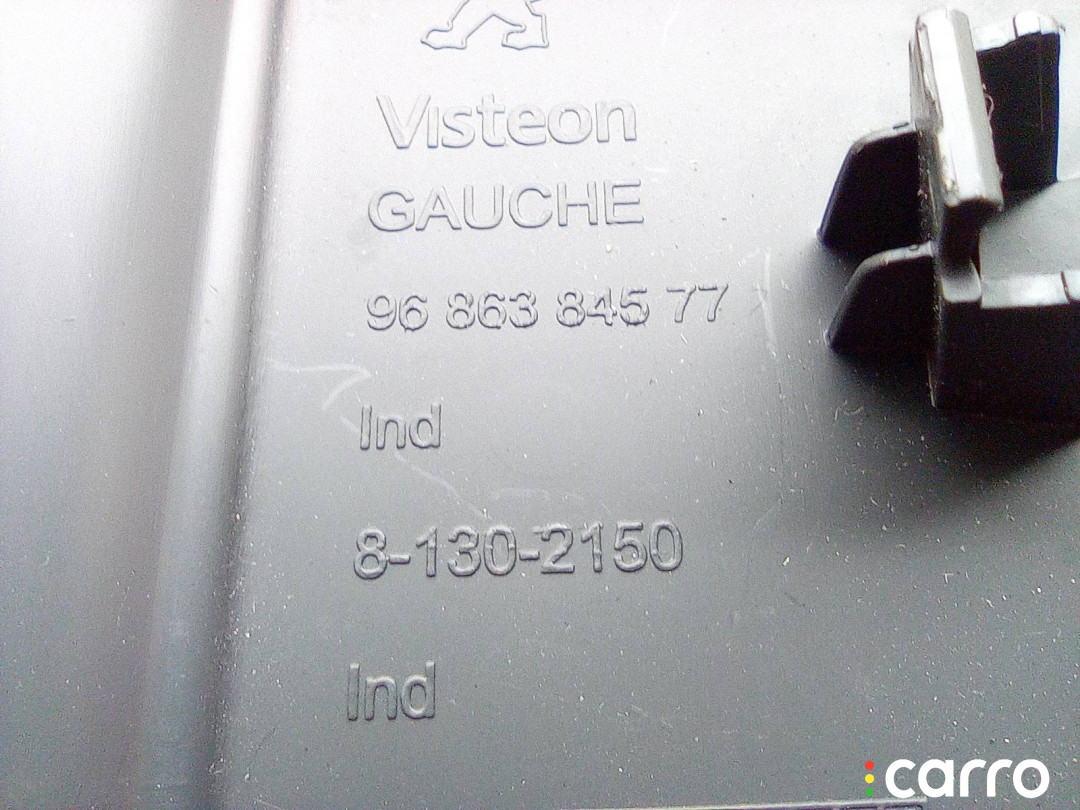 Visteon
GAUCHE
96 863 845 77
Ind
8-130-2150
Ind
carro